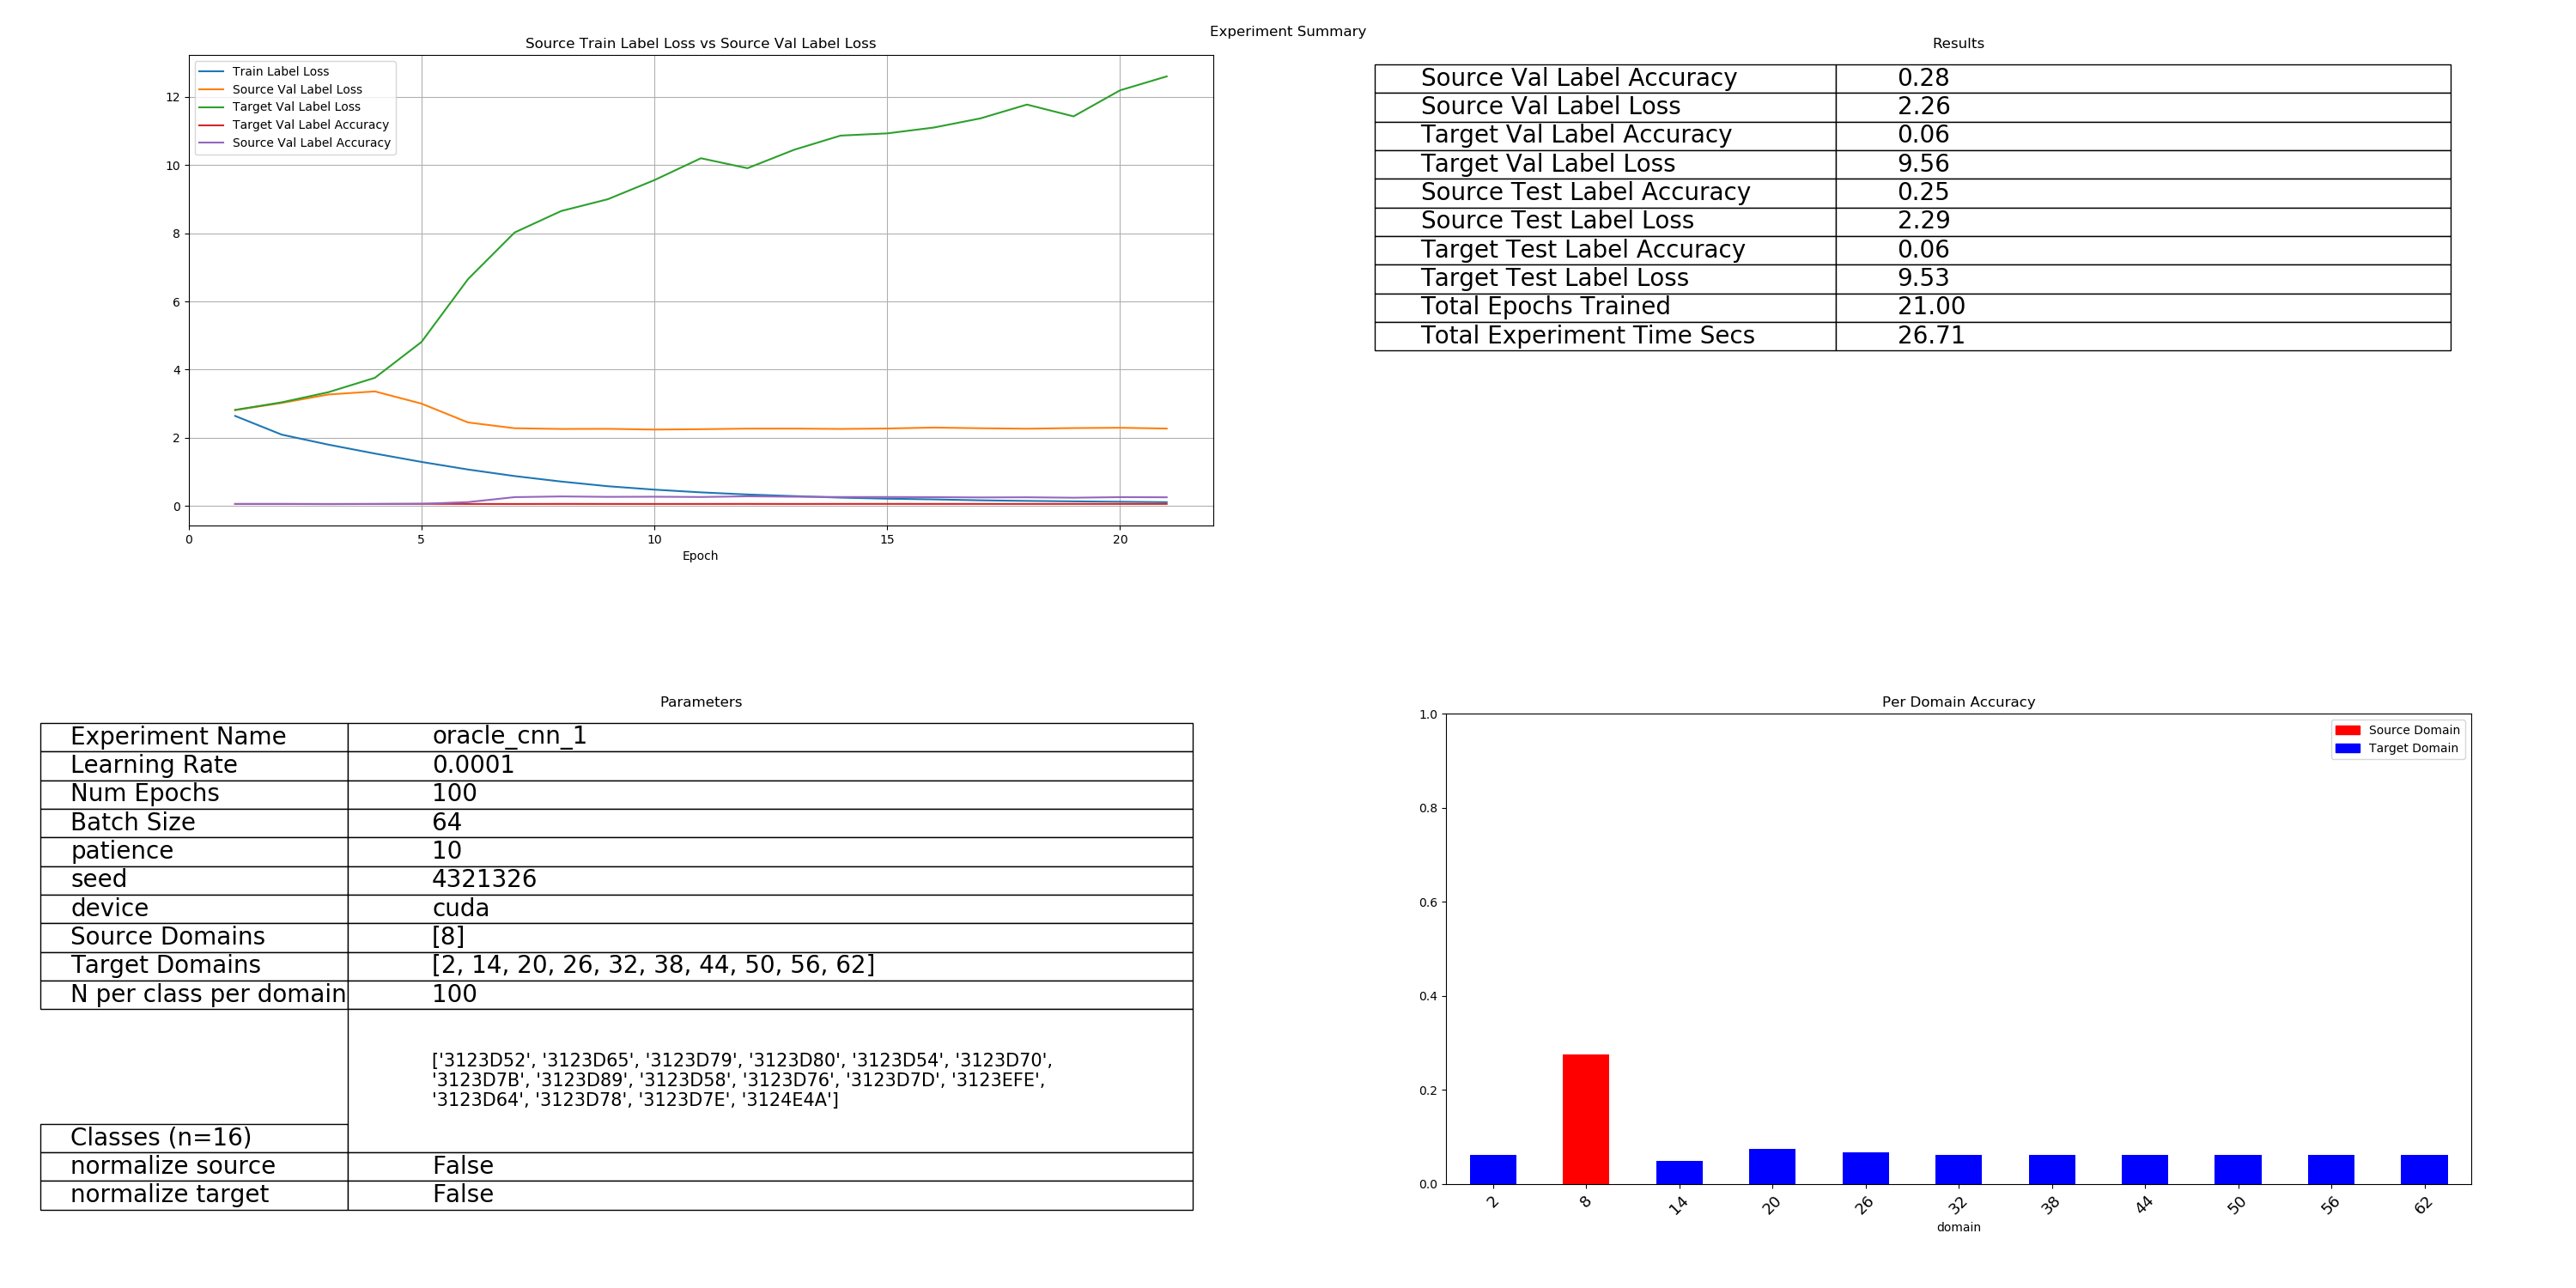 Experiment Summary
Source Train Label Loss vs Source Val Label Loss
Train Label Loss
Source Val Label Loss
Target Val Label Loss
Target Val Label Accuracy
Source Val Label Accuracy
12
10
8
6
4
2
0
0 5 10 15 20
Epoch
Results
Source Val Label Accuracy 0.28
Source Val Label Loss 2.26
Target Val Label Accuracy 0.06
Target Val Label Loss 9.56
Source Test Label Accuracy 0.25
Source Test Label Loss 2.29
Target Test Label Accuracy 0.06
Target Test Label Loss 9.53
Total Epochs Trained 21.00
Total Experiment Time Secs 26.71
Parameters
Experiment Name oracle_cnn_1
Learning Rate 0.0001
Num Epochs 100
Batch Size 64
patience 10
seed 4321326
device cuda
Source Domains [8]
Target Domains [2, 14, 20, 26, 32, 38, 44, 50, 56, 62]
N per class per domain 100
['3123D52', '3123D65', '3123D79', '3123D80', '3123D54', '3123D70',
'3123D7B', '3123D89', '3123D58', '3123D76', '3123D7D', '3123EFE',
'3123D64', '3123D78', '3123D7E', '3124E4A']
Classes (n=16)
normalize source False
normalize target False
Per Domain Accuracy
Source Domain
Target Domain
1.0
0.8
0.6
0.4
0.2
0.0
2 8 14 20 26 32 38 44 50 56 62
domain